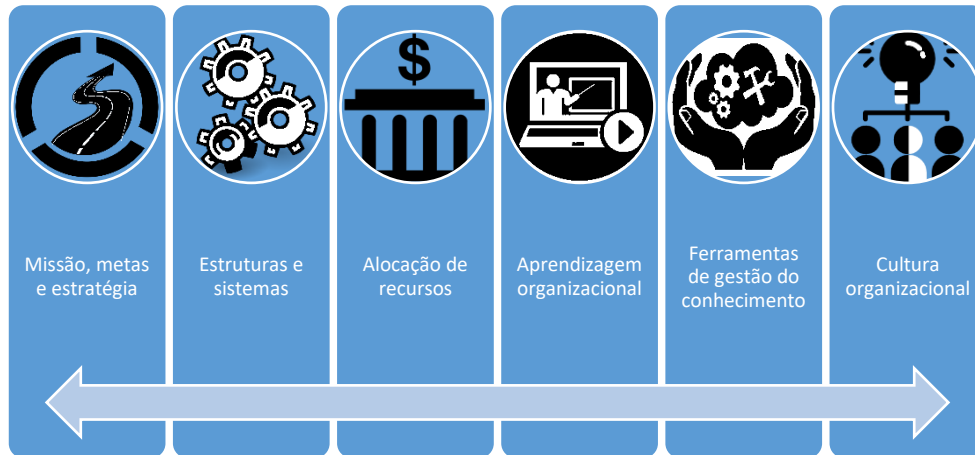 $
Missão, metas
e estratégia
Estruturas e
sistemas
Alocação de
recursos
Aprendizagem
organizacional
Ferramentas
de gestão do
conhecimento
Cultura
organizacional